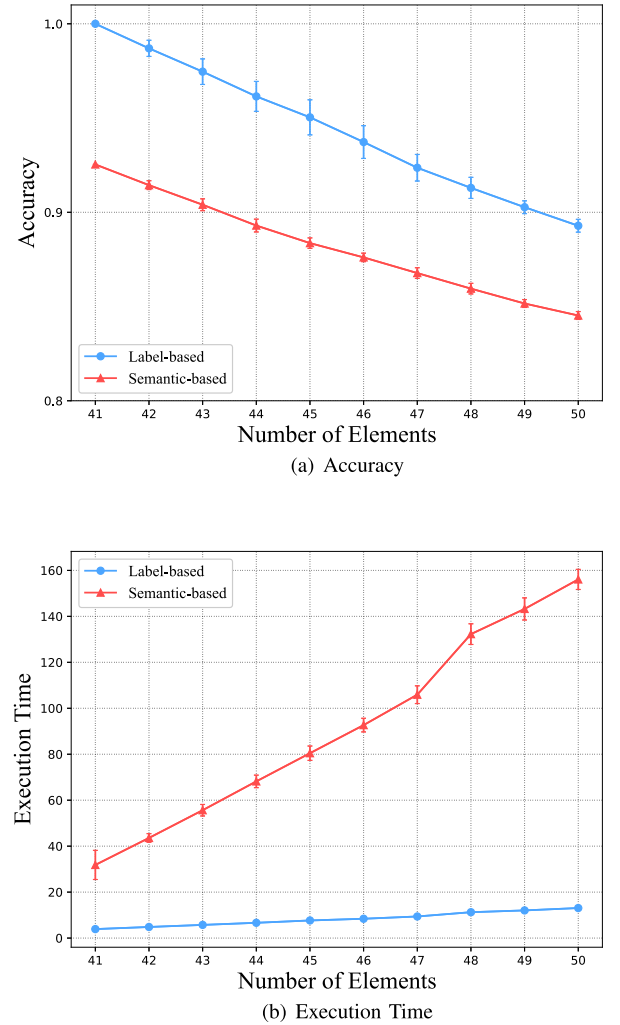 1.0
0.9
0.8
Accuracy
Label-based
Semantic-based
41 42 43 44 45 46 47 48 49 50
Number of Elements
(a) Accuracy
160
140
120
100
80
60
40
20
0
Execution Time
Label-based
Semantic-based
41 42 43 44 45 46 47 48 49 50
Number of Elements
(b) Execution Time